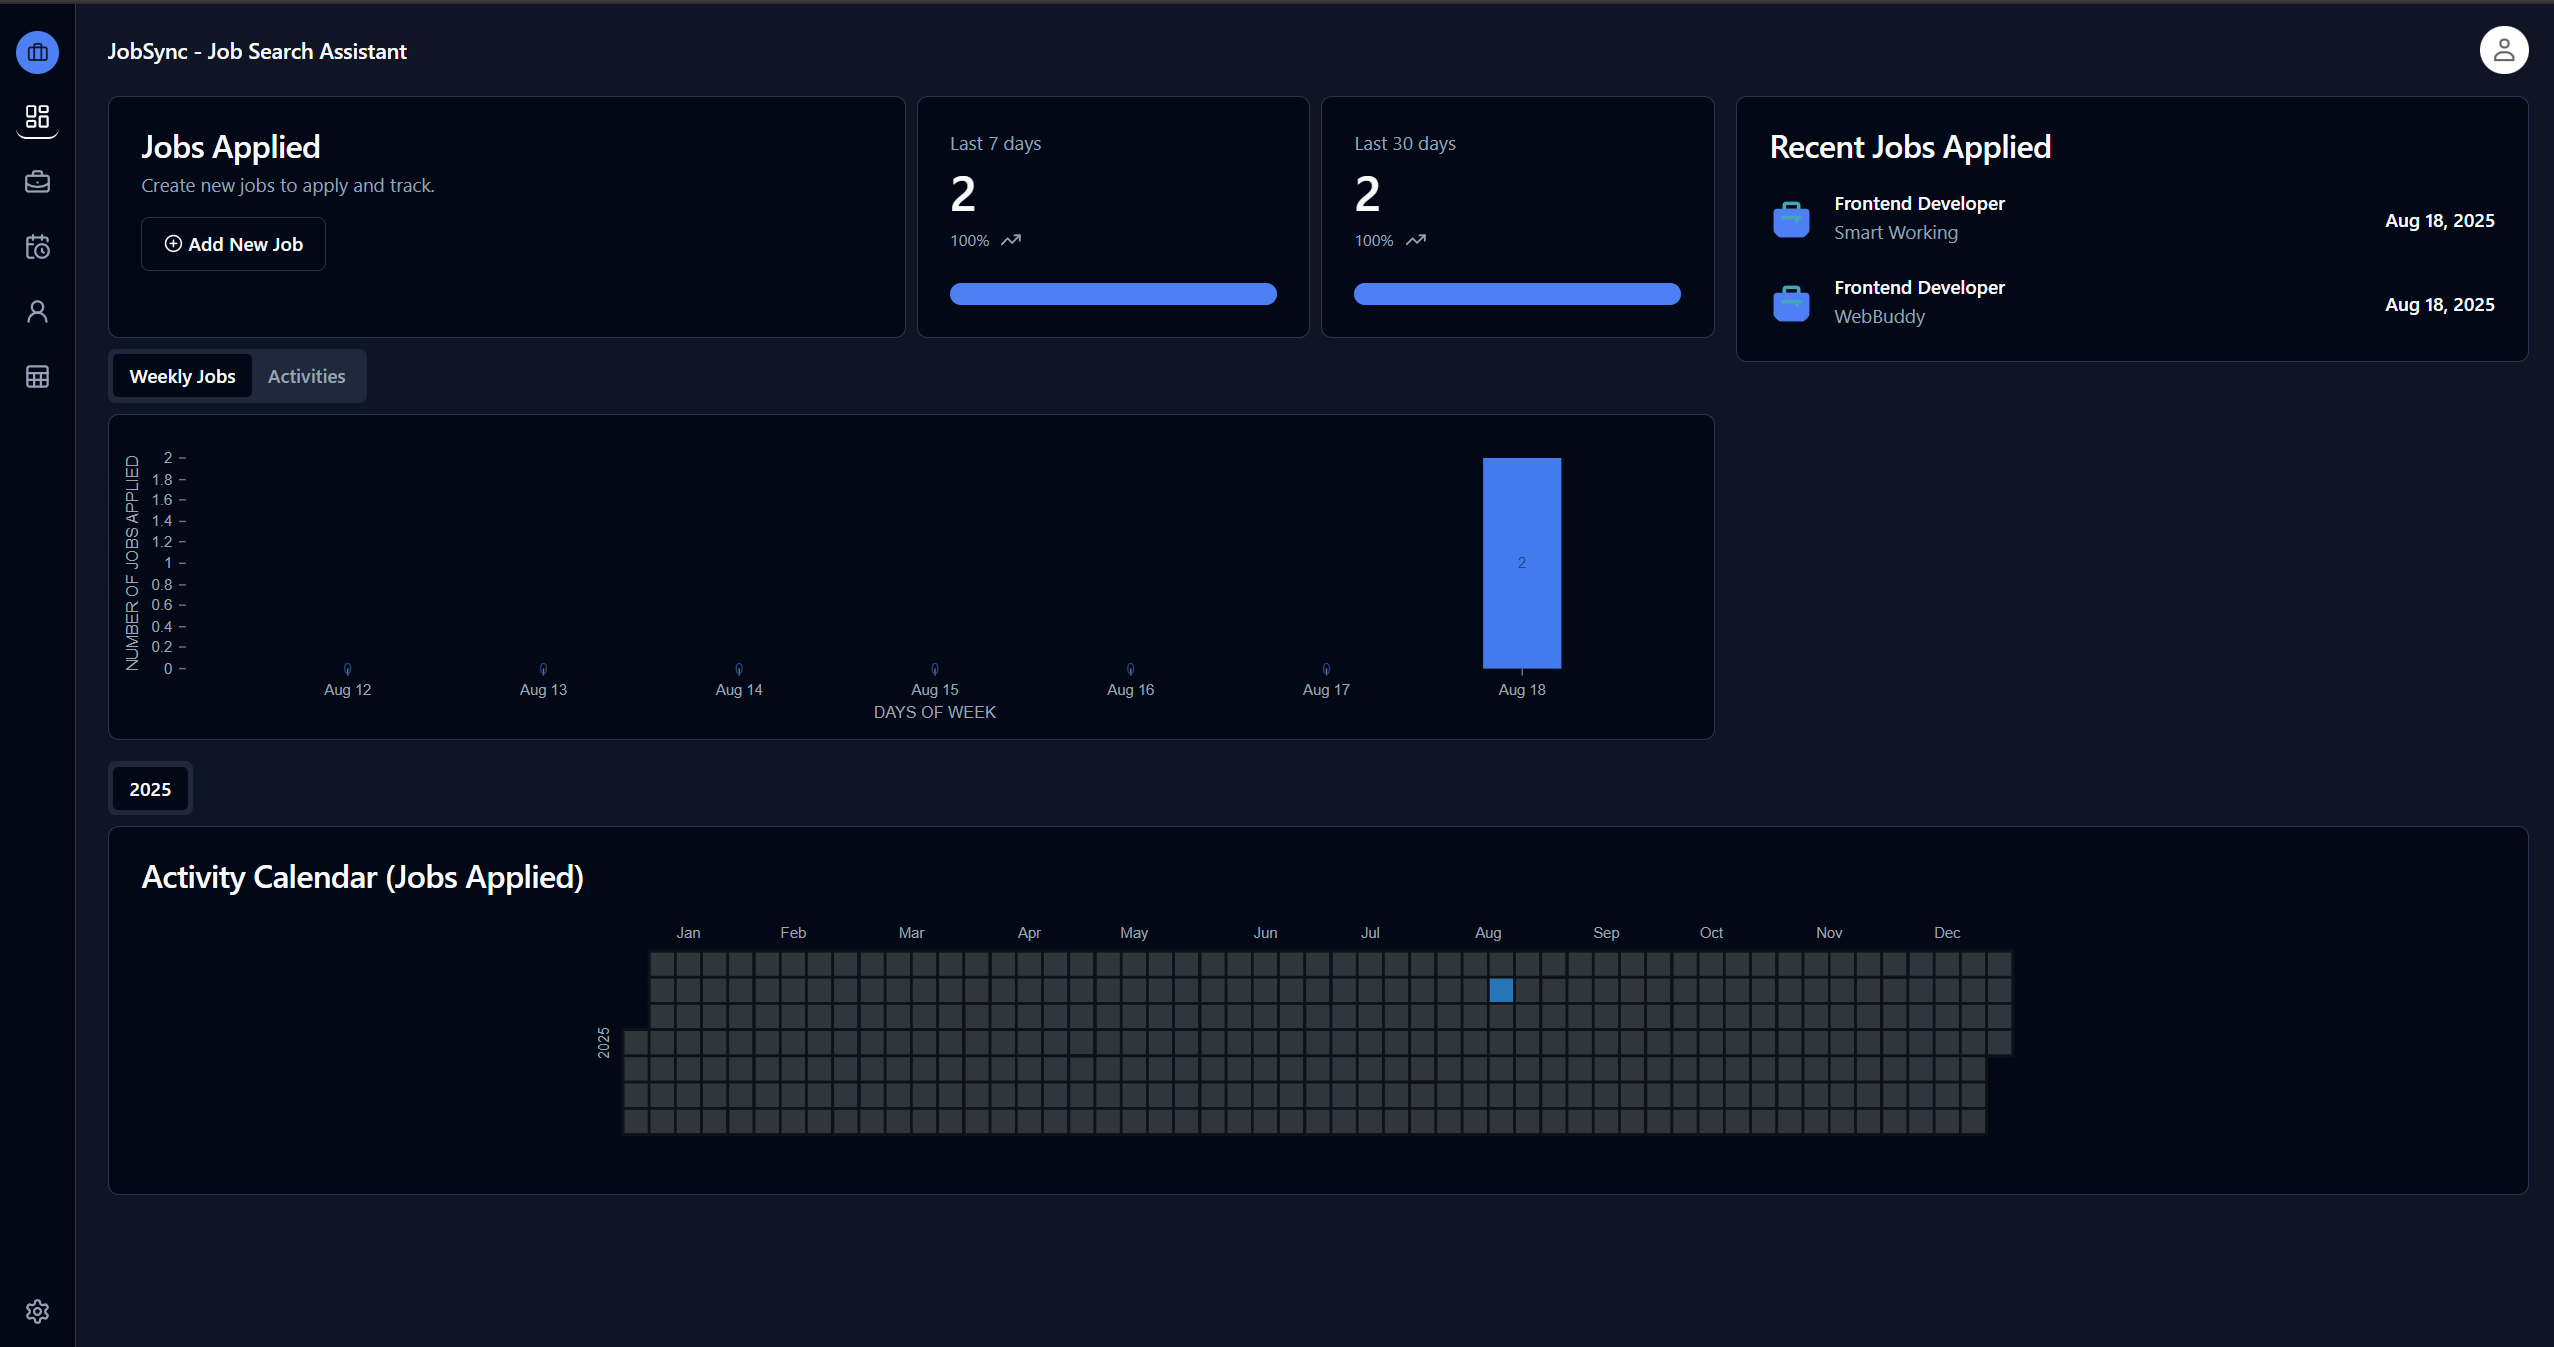 JobSync - Job Search Assistant
Jobs Applied
Create new jobs to apply and track.
Add New Job
Last 7 days
2
100%
Last 30 days
2
100%
Recent Jobs Applied
Frontend Developer
Smart Working
Aug 18, 2025
Frontend Developer
WebBuddy
Aug 18, 2025
Weekly Jobs
Activities
NUMBER OF JOBS APPLIED
2
1.8
1.6
1.4
1.2
1
0.8
0.6
0.4
0.2
0
0 0 0 0 0 0 2
Aug 12 Aug 13 Aug 14 Aug 15 Aug 16 Aug 17 Aug 18
DAYS OF WEEK
2025
Activity Calendar (Jobs Applied)
Jan Feb Mar Apr May Jun Jul Aug Sep Oct Nov Dec
2025